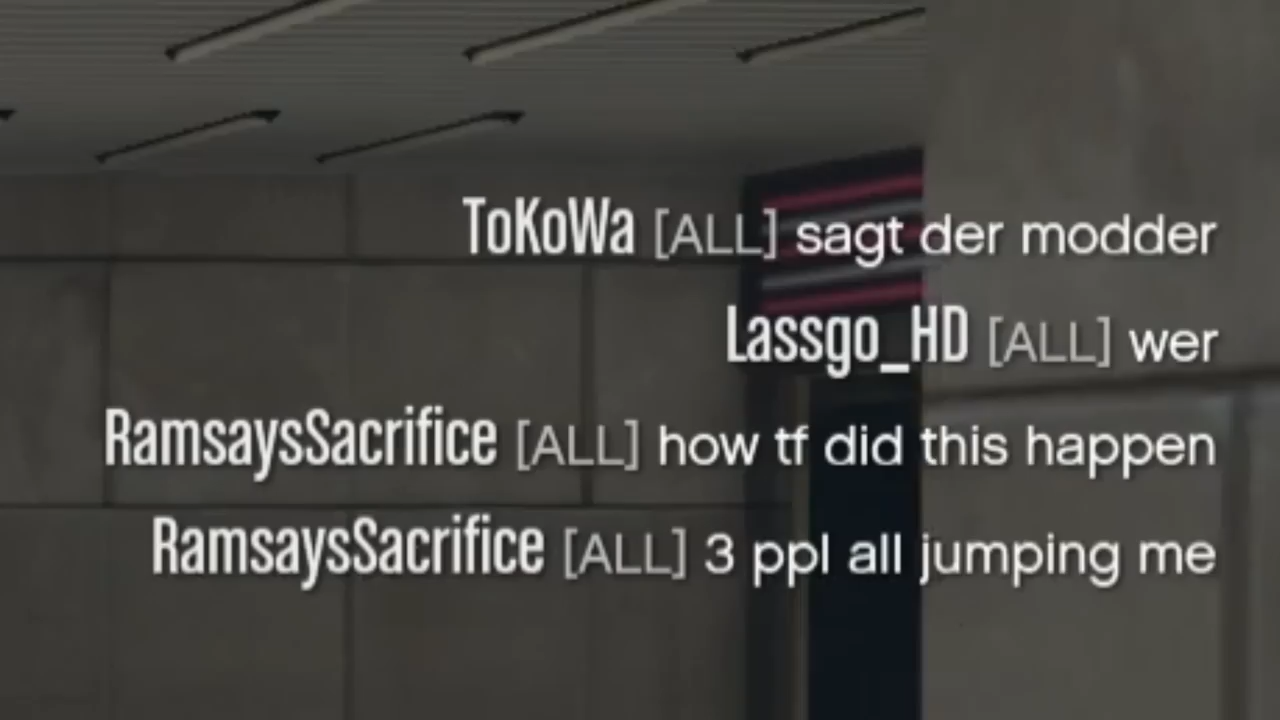 ToKoWa [ALL] sagt der modder
Lassgo_HD [ALL] wer
RamsaysSacrifice [ALL] how tf did this happen
RamsaysSacrifice [ALL] 3 ppl all jumping me